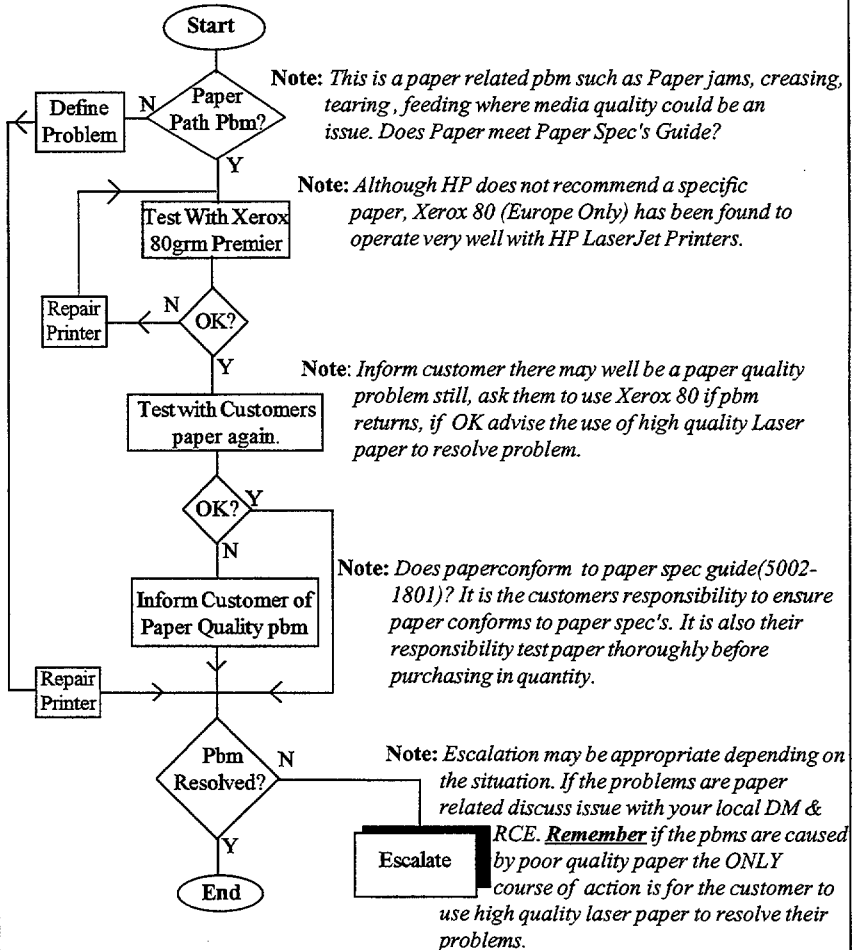 Start
Note: This is a paper related pbm such as Paper jams, creasing,
tearing , feeding where media quality could be an
issue. Does Paper meet Paper Spec's Guide?
Define
Problem
N
Paper
Path Pbm?
Y
Note: Although HP does not recommend a specific
paper, Xerox 80 (Europe Only) has been found to
operate very well with HP LaserJet Printers.
Test With Xerox
80grm Premier
Repair
Printer
N
OK?
Y
Note: Inform customer there may well be a paper quality
problem still, ask them to use Xerox 80 if pbm
returns, if OK advise the use of high quality Laser
paper to resolve problem.
Test with Customers
paper again.
OK?
Y
N
Note: Does paperconform to paper spec guide(5002-
1801)? It is the customers responsibility to ensure
paper conforms to paper spec's. It is also their
responsibility test paper thoroughly before
purchasing in quantity.
Inform Customer of
Paper Quality pbm
Repair
Printer
Pbm
Resolved?
N
Y
Note: Escalation may be appropriate depending on
the situation. If the problems are paper
related discuss issue with your local DM &
RCE. Remember if the pbms are caused
by poor quality paper the ONLY
course of action is for the customer to
use high quality laser paper to resolve their
problems.
Escalate
End